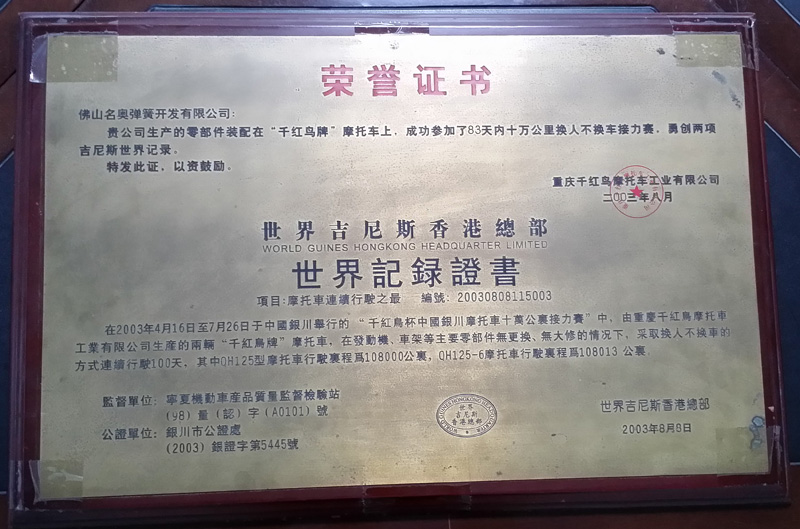 荣誉证书
佛山名奥弹簧开发有限公司：
贵公司生产的零部件装配在“千红鸟牌”摩托车上，成功参加了83天内十万公里换人不换车接力赛，勇创两项
吉尼斯世界记录。
特发此证，以资鼓励。
重庆千红鸟摩托车工业有限公司
二00三年八月
世界吉尼斯香港總部
WORLD GUINES HONGKONG HEADQUARTER LIMITED
世界記録證書
項目：摩托車連續行駛之最 編號：20030808115003
在2003年4月16日至7月26日于中國銀川舉行的“千紅鳥杯中國銀川摩托車十萬公裏接力賽”中，由重慶千紅鳥摩托車
工業有限公司生産的兩輛“千紅鳥牌”摩托車，在發動機、車架等主要零部件無更换、無大修的情况下，采取换人不换車的
方式連續行駛100天，其中QH125型摩托車行駛裏程爲108000公裏，QH125-6摩托車行駛裏程爲108013公裏。
監督單位：寧夏機動車産品質量監督檢驗站
(98)量(認)字(A0101)號
公證單位：銀川市公證處
(2003)銀證字第5445號
世界
吉尼斯
香港總部
世界吉尼斯香港總部
2003年8月8日